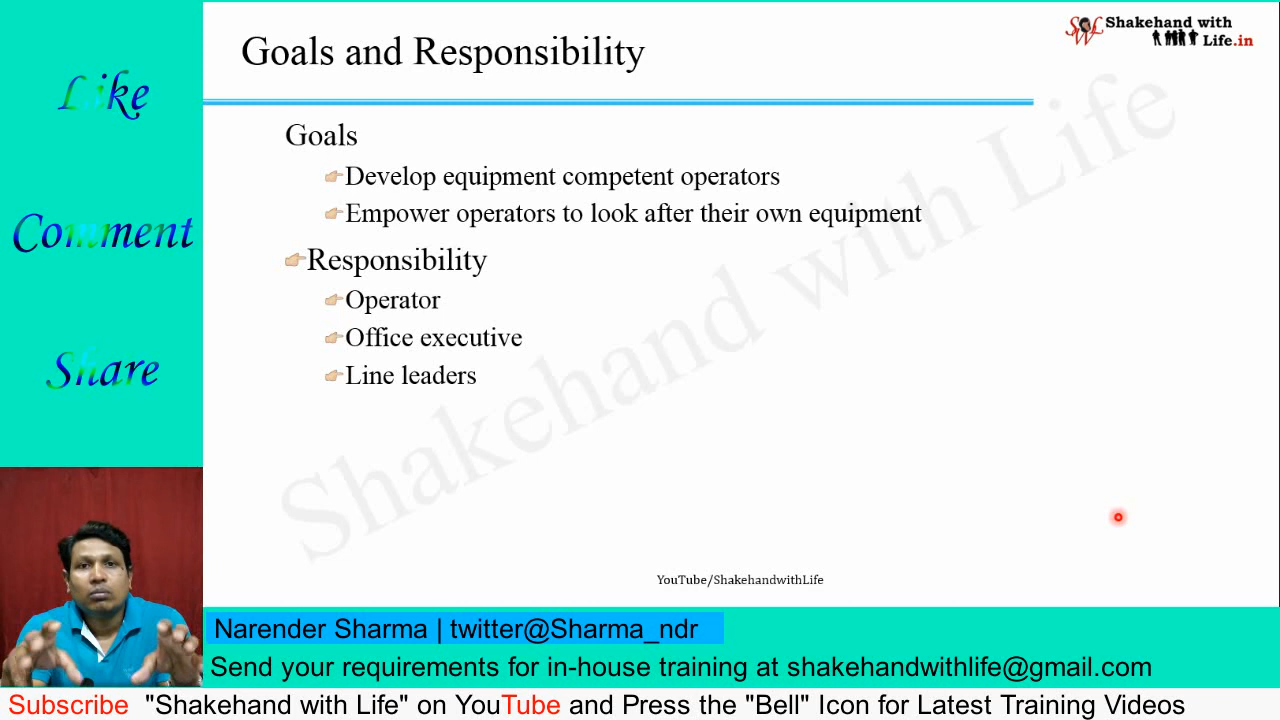 Like
Comment
Share
Shakehand with
Life.in
Goals and Responsibility
Goals
Develop equipment competent operators
Empower operators to look after their own equipment
Responsibility
Operator
Office executive
Line leaders
Shakehand with Life
YouTube/ShakehandwithLife
Narender Sharma | twitter@Sharma_ndr
Send your requirements for in-house training at shakehandwithlife@gmail.com
Subscribe "Shakehand with Life" on YouTube and Press the "Bell" Icon for Latest Training Videos